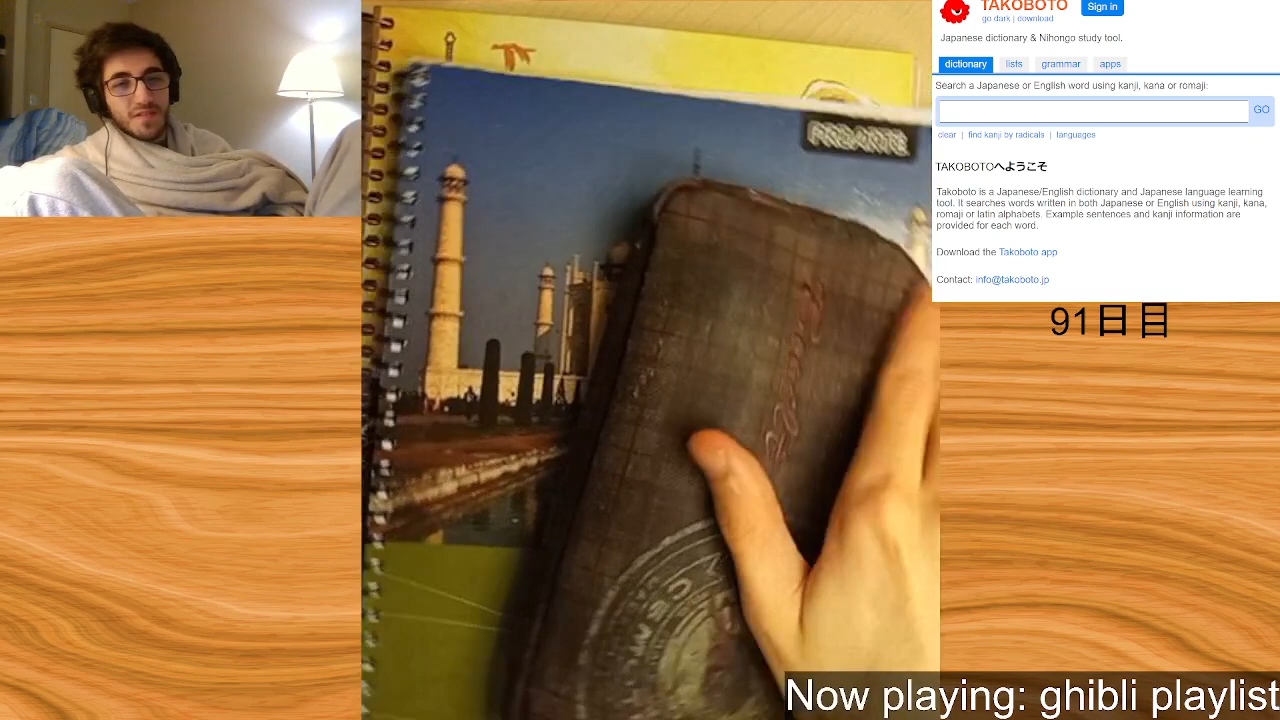 TAKOBOTO
Sign in
go dark | download
Japanese dictionary & Nihongo study tool.
dictionary lists grammar apps
Search a Japanese or English word using kanji, kana or romaji:
GO
clear | find kanji by radicals | languages
TAKOBOTOへようこそ
Takoboto is a Japanese/English dictionary and Japanese language learning
tool. It searches words written in both Japanese or English using kanji, kana,
romaji or latin alphabets. Example sentences and kanji information are
provided for each word.
Download the Takoboto app
Contact: info@takoboto.jp
91日目
Now playing: ghibli playlist